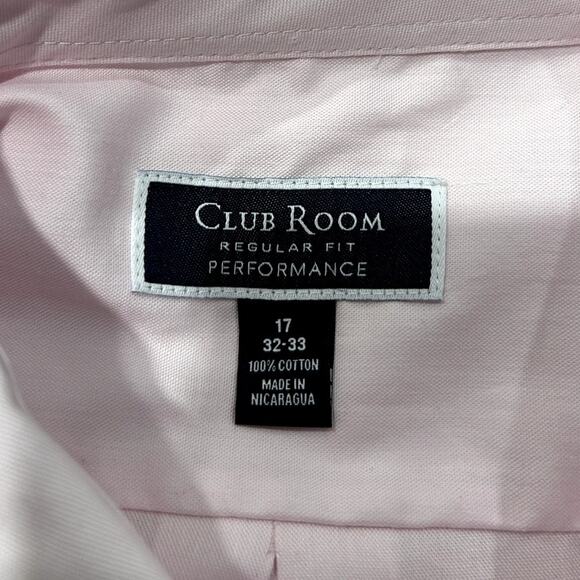 CLUB ROOM
REGULAR FIT
PERFORMANCE
17
32-33
100% COTTON
MADE IN
NICARAGUA